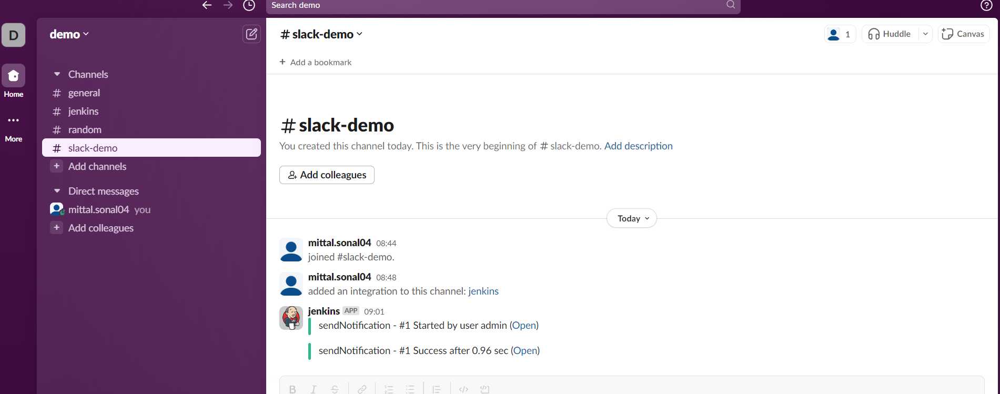 Search demo
D
Home
More
demo
Channels
# general
# jenkins
# random
# slack-demo
+ Add channels
Direct messages
mittal.sonal04 you
+ Add colleagues
# slack-demo
1
Huddle
Canvas
+ Add a bookmark
# slack-demo
You created this channel today. This is the very beginning of # slack-demo. Add description
Add colleagues
Today
mittal.sonal04 08:44
joined #slack-demo.
mittal.sonal04 08:48
added an integration to this channel: jenkins
jenkins APP 09:01
sendNotification - #1 Started by user admin (Open)
sendNotification - #1 Success after 0.96 sec (Open)
B I S